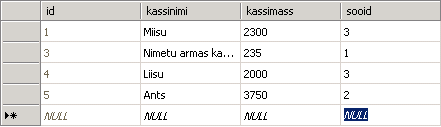 id kassinimi kassimass sooid
1 Miisu 2300 3
3 Nimetu armas ka... 235 1
4 Liisu 2000 3
5 Ants 3750 2
NULL NULL NULL NULL